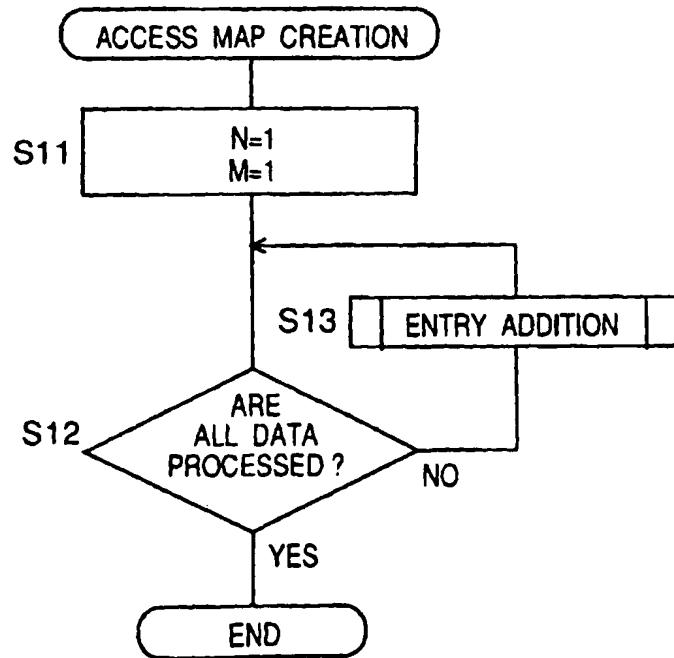 ACCESS MAP CREATION
S11
N=1
M=1
S13
ENTRY ADDITION
S12
ARE
ALL DATA
PROCESSED?
NO
YES
END